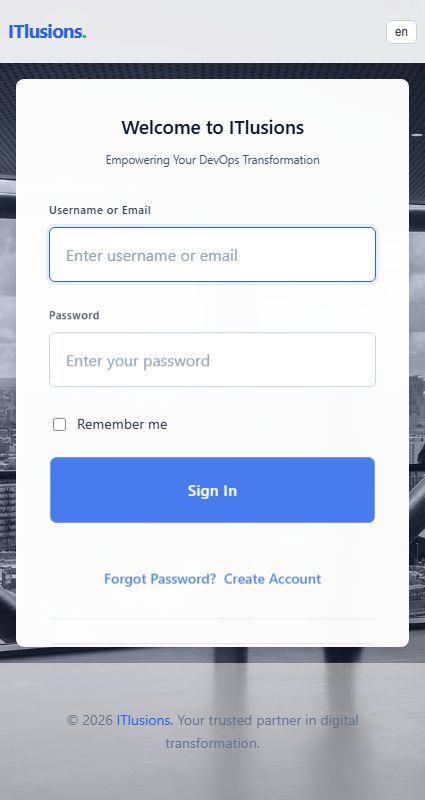 ITlusions.
en
Welcome to ITlusions
Empowering Your DevOps Transformation
Username or Email
Enter username or email
Password
Enter your password
Remember me
Sign In
Forgot Password? Create Account
© 2026 ITlusions. Your trusted partner in digital
transformation.